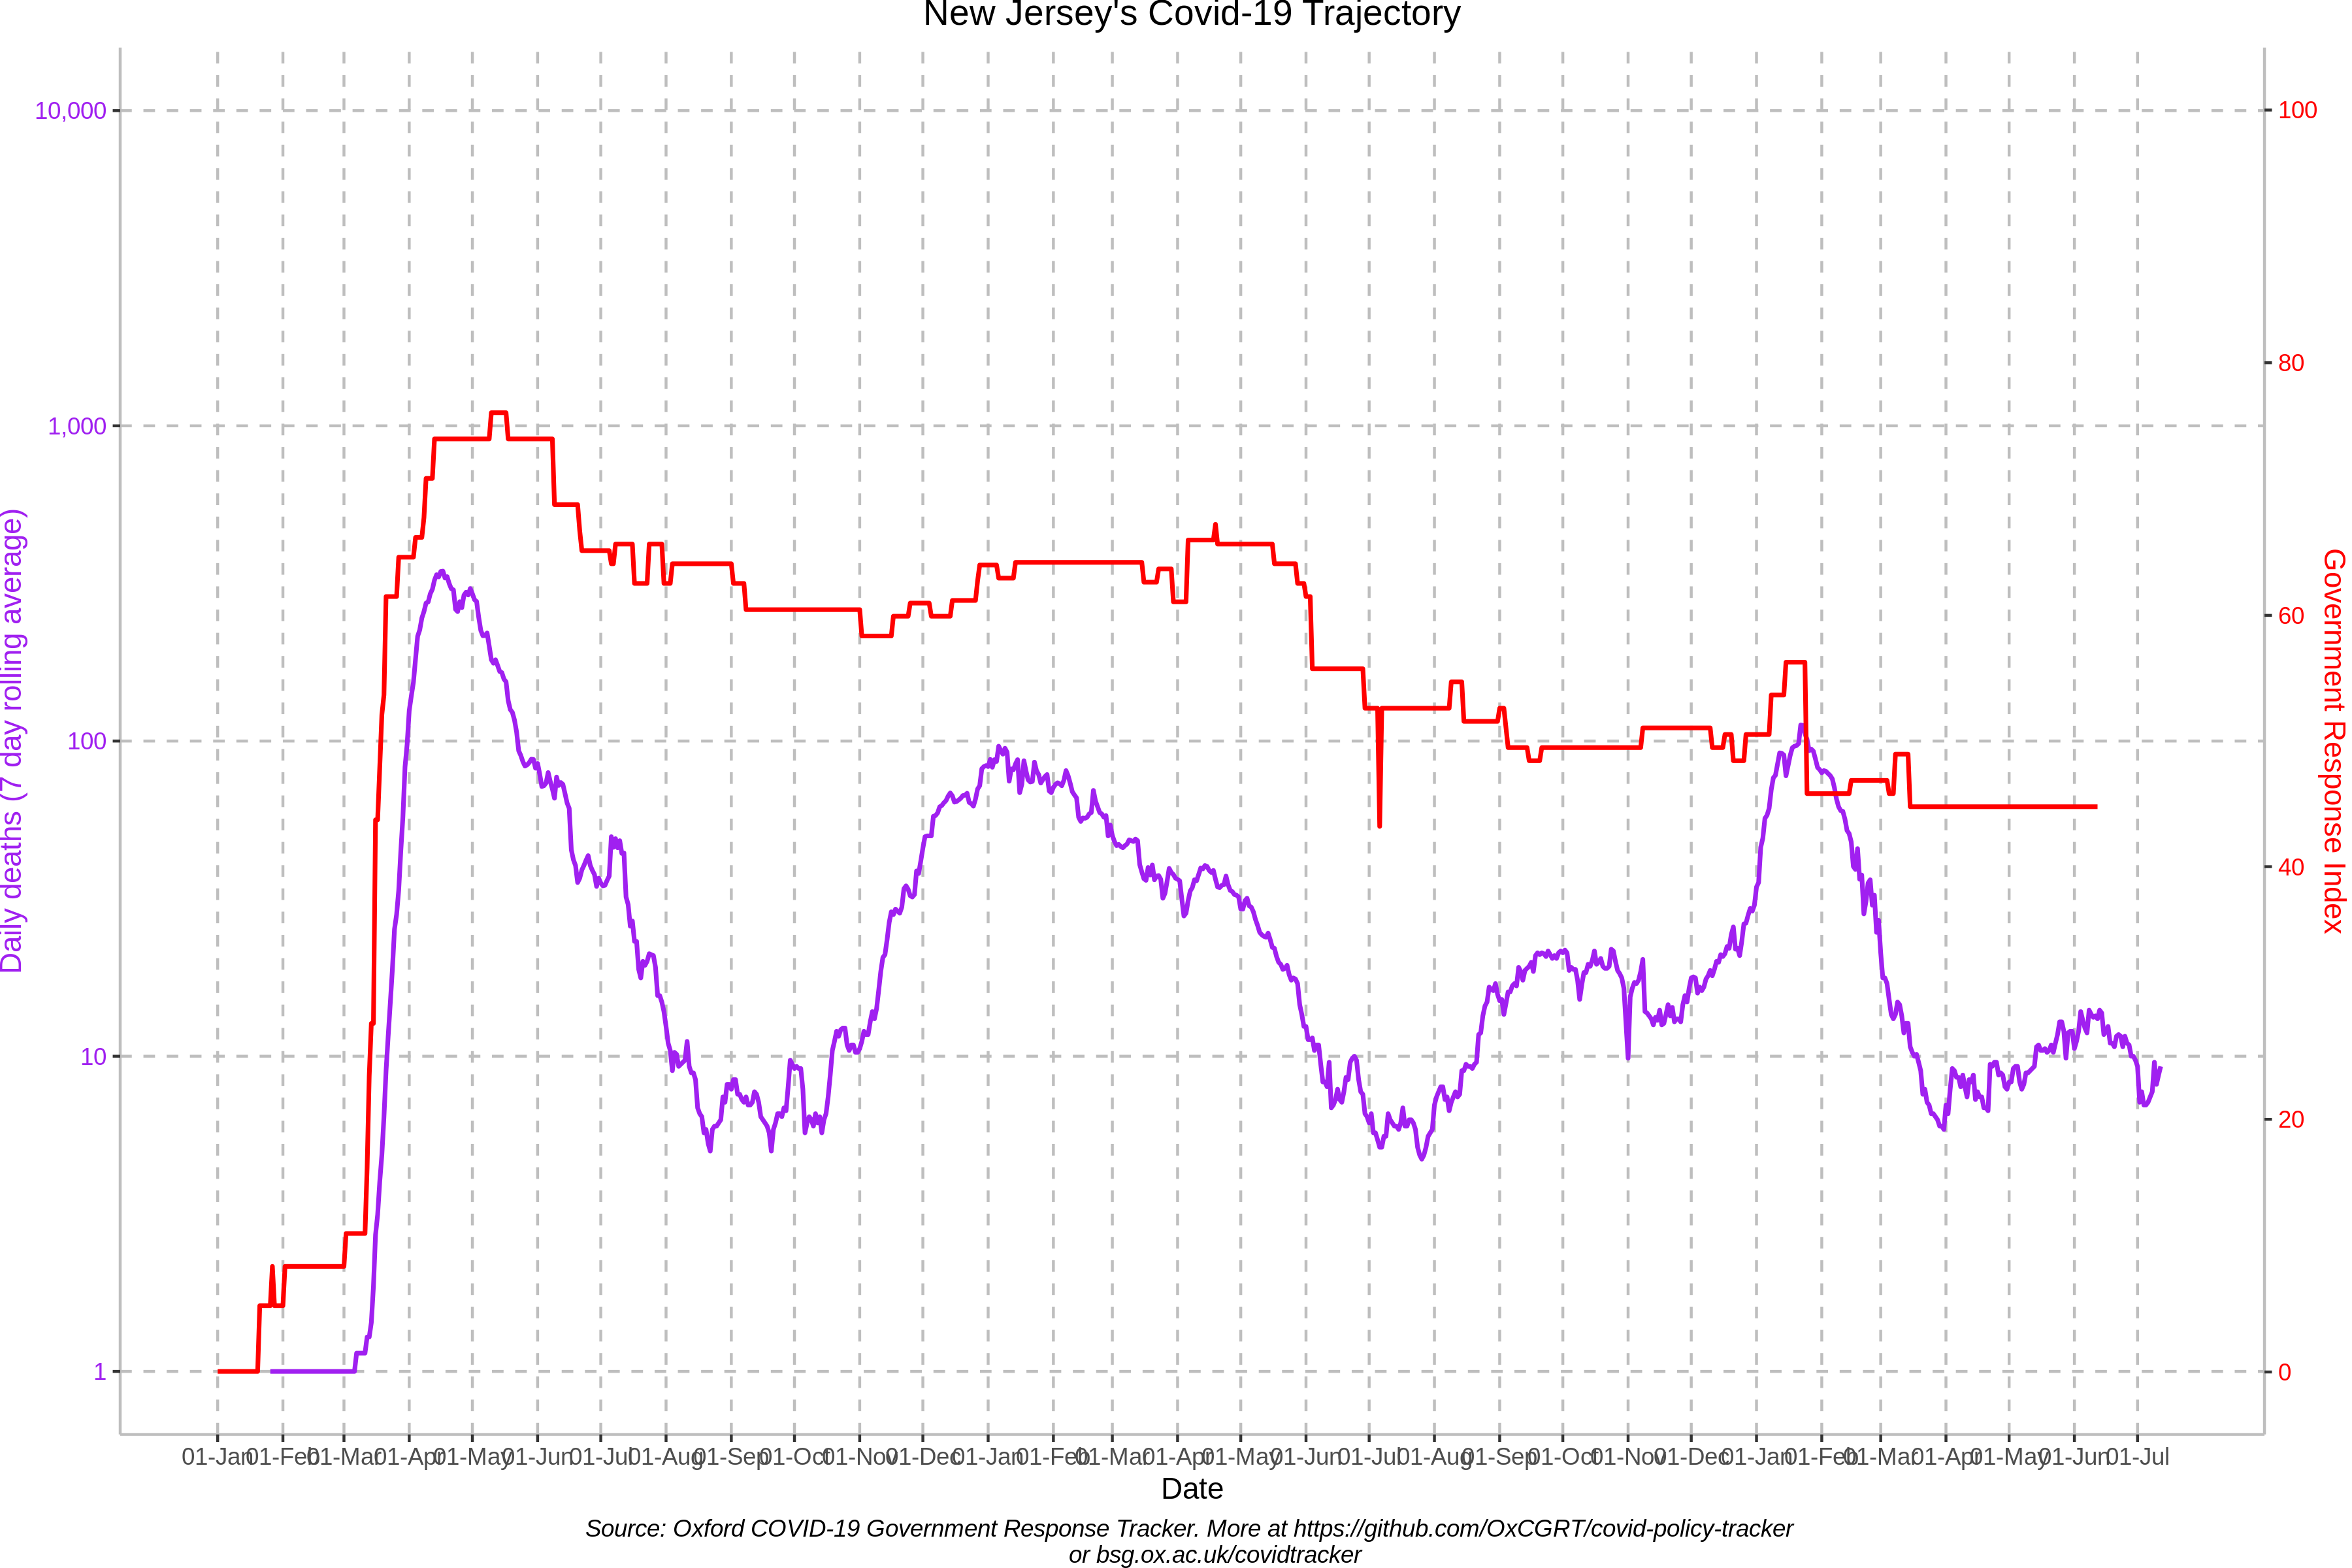 New Jersey's Covid-19 Trajectory
10,000
1,000
100
10
1
Daily deaths (7 day rolling average)
100
80
60
40
20
0
Government Response Index
01-Jan 01-Feb 01-Mar 01-Apr 01-May 01-Jun 01-Jul 01-Aug 01-Sep 01-Oct 01-Nov 01-Dec 01-Jan 01-Feb 01-Mar 01-Apr 01-May 01-Jun 01-Jul 01-Aug 01-Sep 01-Oct 01-Nov 01-Dec 01-Jan 01-Feb 01-Mar 01-Apr 01-May 01-Jun 01-Jul
Date
Source: Oxford COVID-19 Government Response Tracker. More at https://github.com/OxCGRT/covid-policy-tracker
or bsg.ox.ac.uk/covidtracker